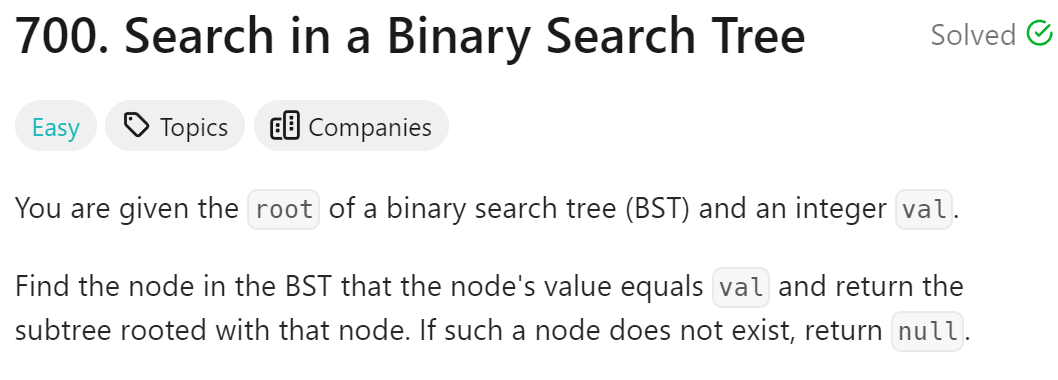 700. Search in a Binary Search Tree
Solved
Easy
Topics
Companies
You are given the root of a binary search tree (BST) and an integer val.
Find the node in the BST that the node's value equals val and return the
subtree rooted with that node. If such a node does not exist, return null.